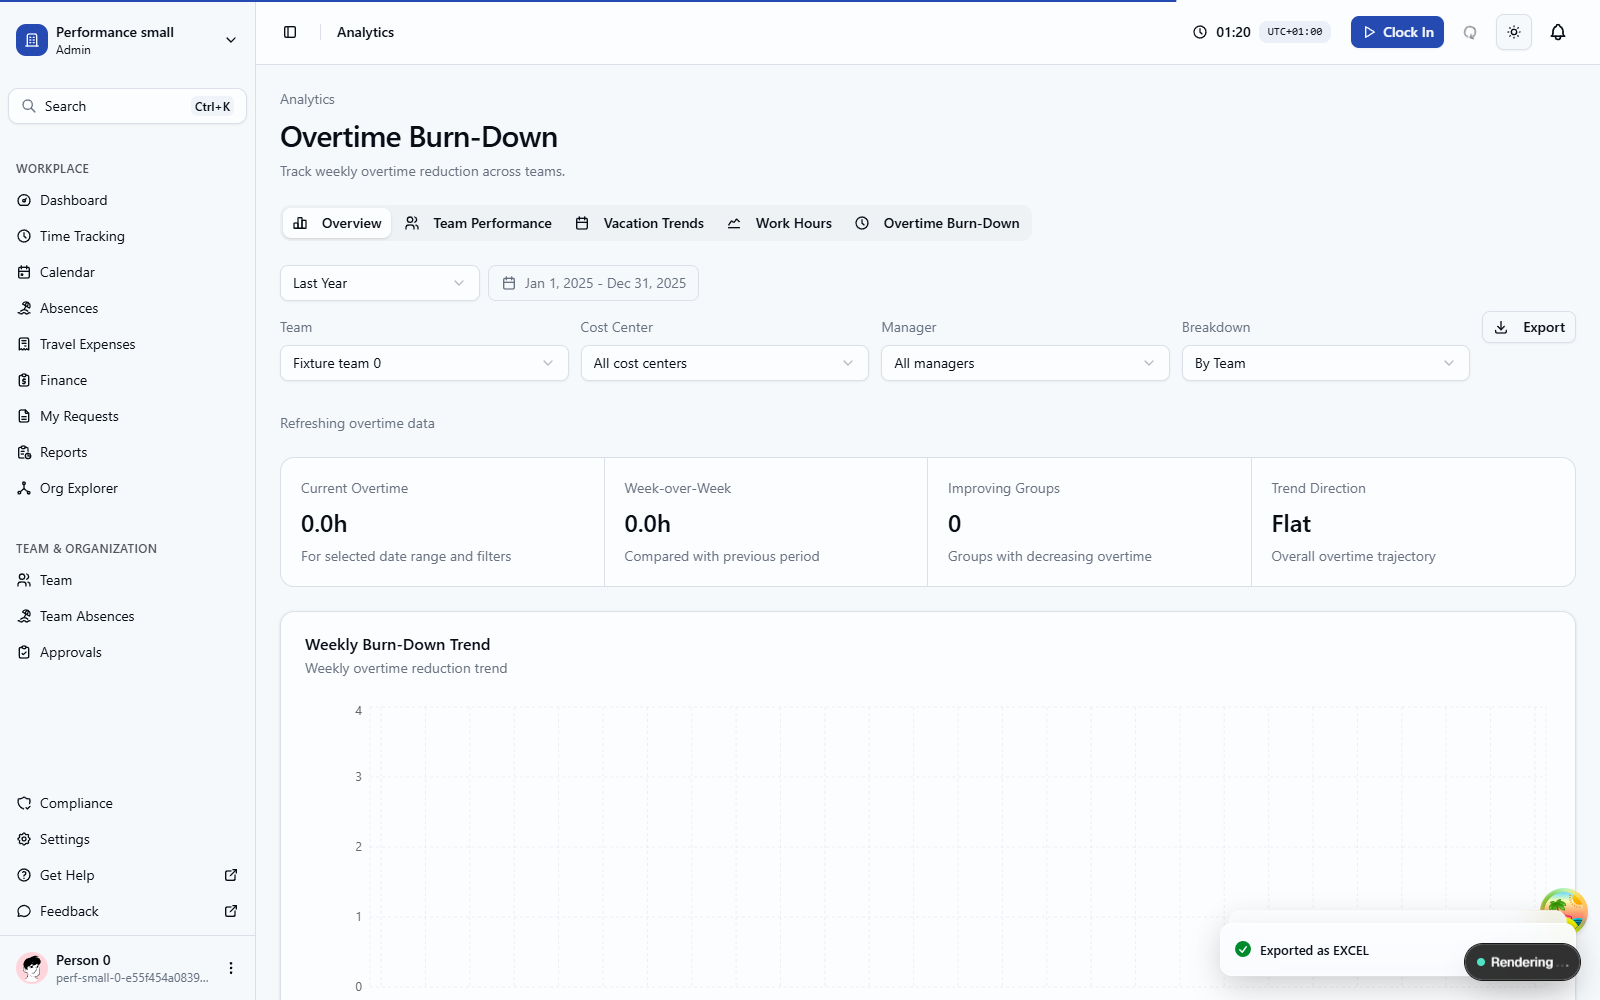 Performance small
Admin
Search
Ctrl+K
WORKPLACE
Dashboard
Time Tracking
Calendar
Absences
Travel Expenses
Finance
My Requests
Reports
Org Explorer
TEAM & ORGANIZATION
Team
Team Absences
Approvals
Compliance
Settings
Get Help
Feedback
Person 0
perf-small-0-e55f454a0839...
Analytics
01:20
UTC+01:00
Clock In
Analytics
Overtime Burn-Down
Track weekly overtime reduction across teams.
Overview
Team Performance
Vacation Trends
Work Hours
Overtime Burn-Down
Last Year
Jan 1, 2025 - Dec 31, 2025
Team
Cost Center
Manager
Breakdown
Export
Fixture team 0
All cost centers
All managers
By Team
Refreshing overtime data
Current Overtime
0.0h
For selected date range and filters
Week-over-Week
0.0h
Compared with previous period
Improving Groups
0
Groups with decreasing overtime
Trend Direction
Flat
Overall overtime trajectory
Weekly Burn-Down Trend
Weekly overtime reduction trend
4
3
2
1
0
Exported as EXCEL
Rendering ...